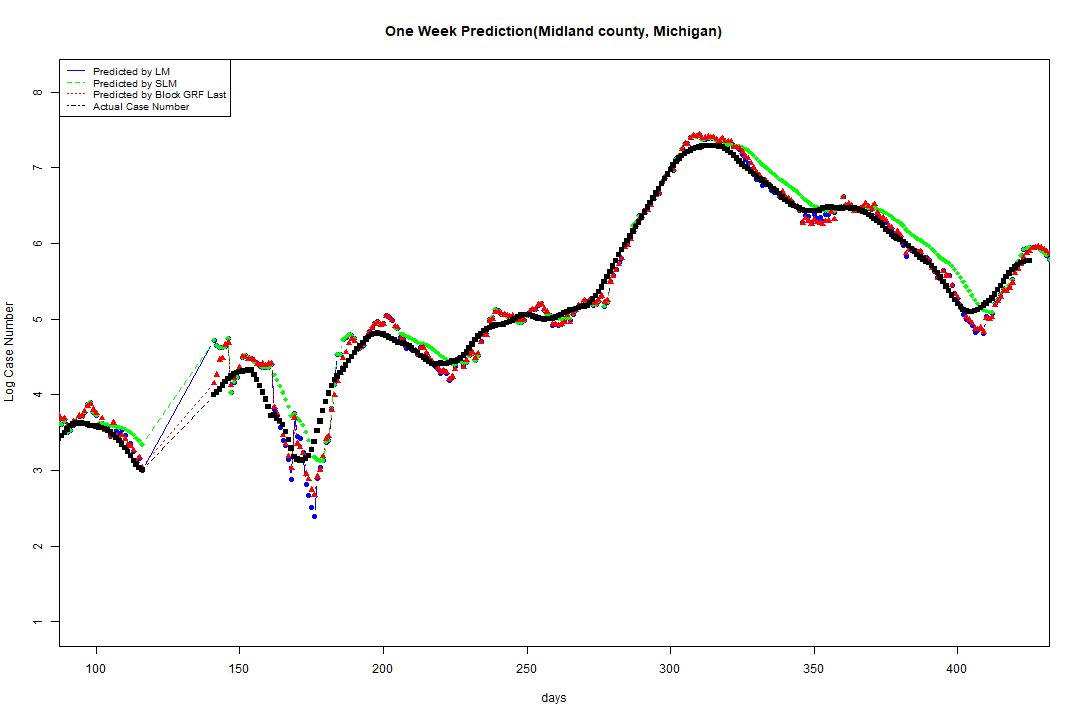 One Week Prediction(Midland county, Michigan)
Predicted by LM
Predicted by SLM
Predicted by Block GRF Last
Actual Case Number
8
7
6
5
4
3
2
1
Log Case Number
100 150 200 250 300 350 400
days